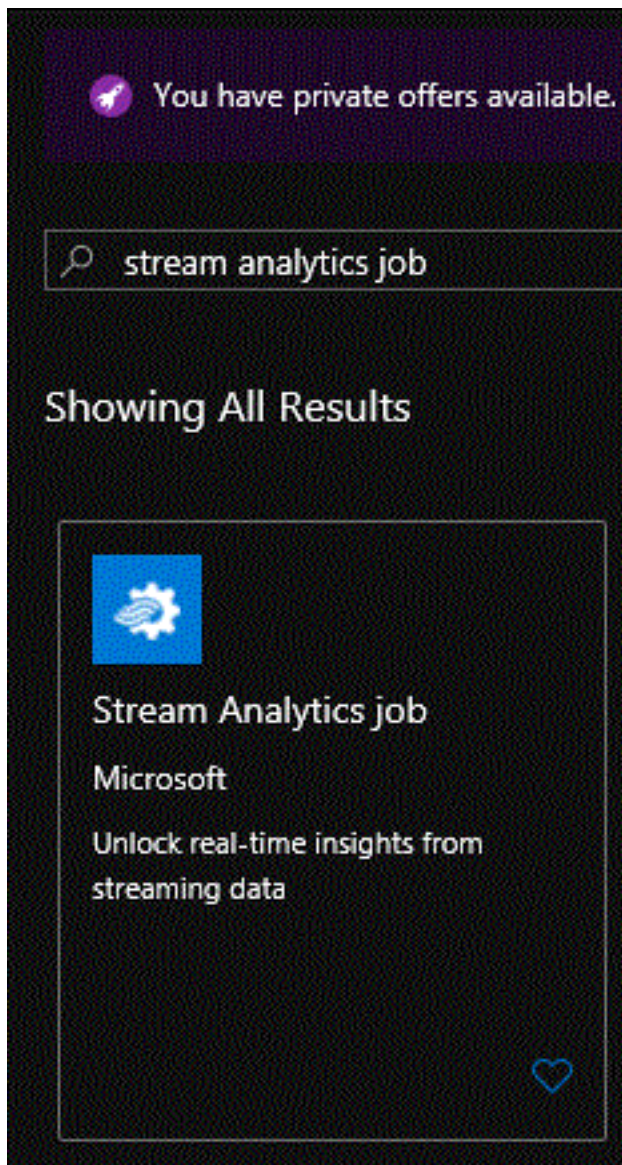 You have private offers available.
stream analytics job
Showing All Results
Stream Analytics job
Microsoft
Unlock real-time insights from
streaming data